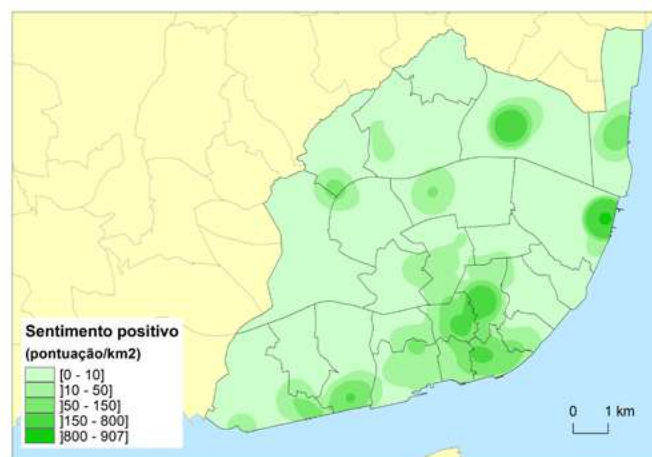 Sentimento positivo
(pontuação/km2)
[0 - 10]
]10 - 50]
]50 - 150]
]150 - 800]
]800 - 907]
0 1 km